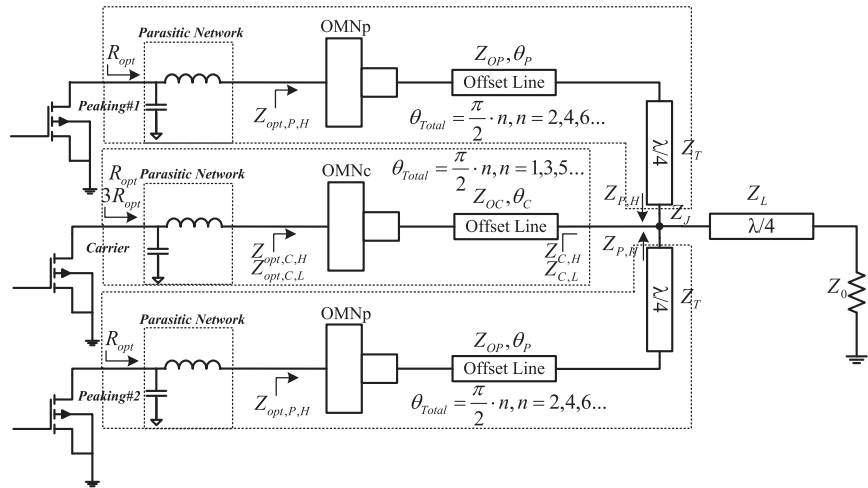 OMNp
Parasitic Network
R_opt
Z_OP, θ_P
Offset Line
Peaking#1
Z_opt,P,H
θ_Total = π/2 · n, n = 2,4,6...
λ/4
Z_T
Parasitic Network
OMNc
θ_Total = π/2 · n, n = 1,3,5...
R_opt
3R_opt
Z_OC, θ_C
Offset Line
Z_P,H
Z_J
Z_L
λ/4
Carrier
Z_opt,C,H
Z_opt,C,L
Z_C,H
Z_C,L
Z_P,H
Z_0
λ/4
Z_T
Parasitic Network
OMNp
R_opt
Z_OP, θ_P
Offset Line
Peaking#2
Z_opt,P,H
θ_Total = π/2 · n, n = 2,4,6...